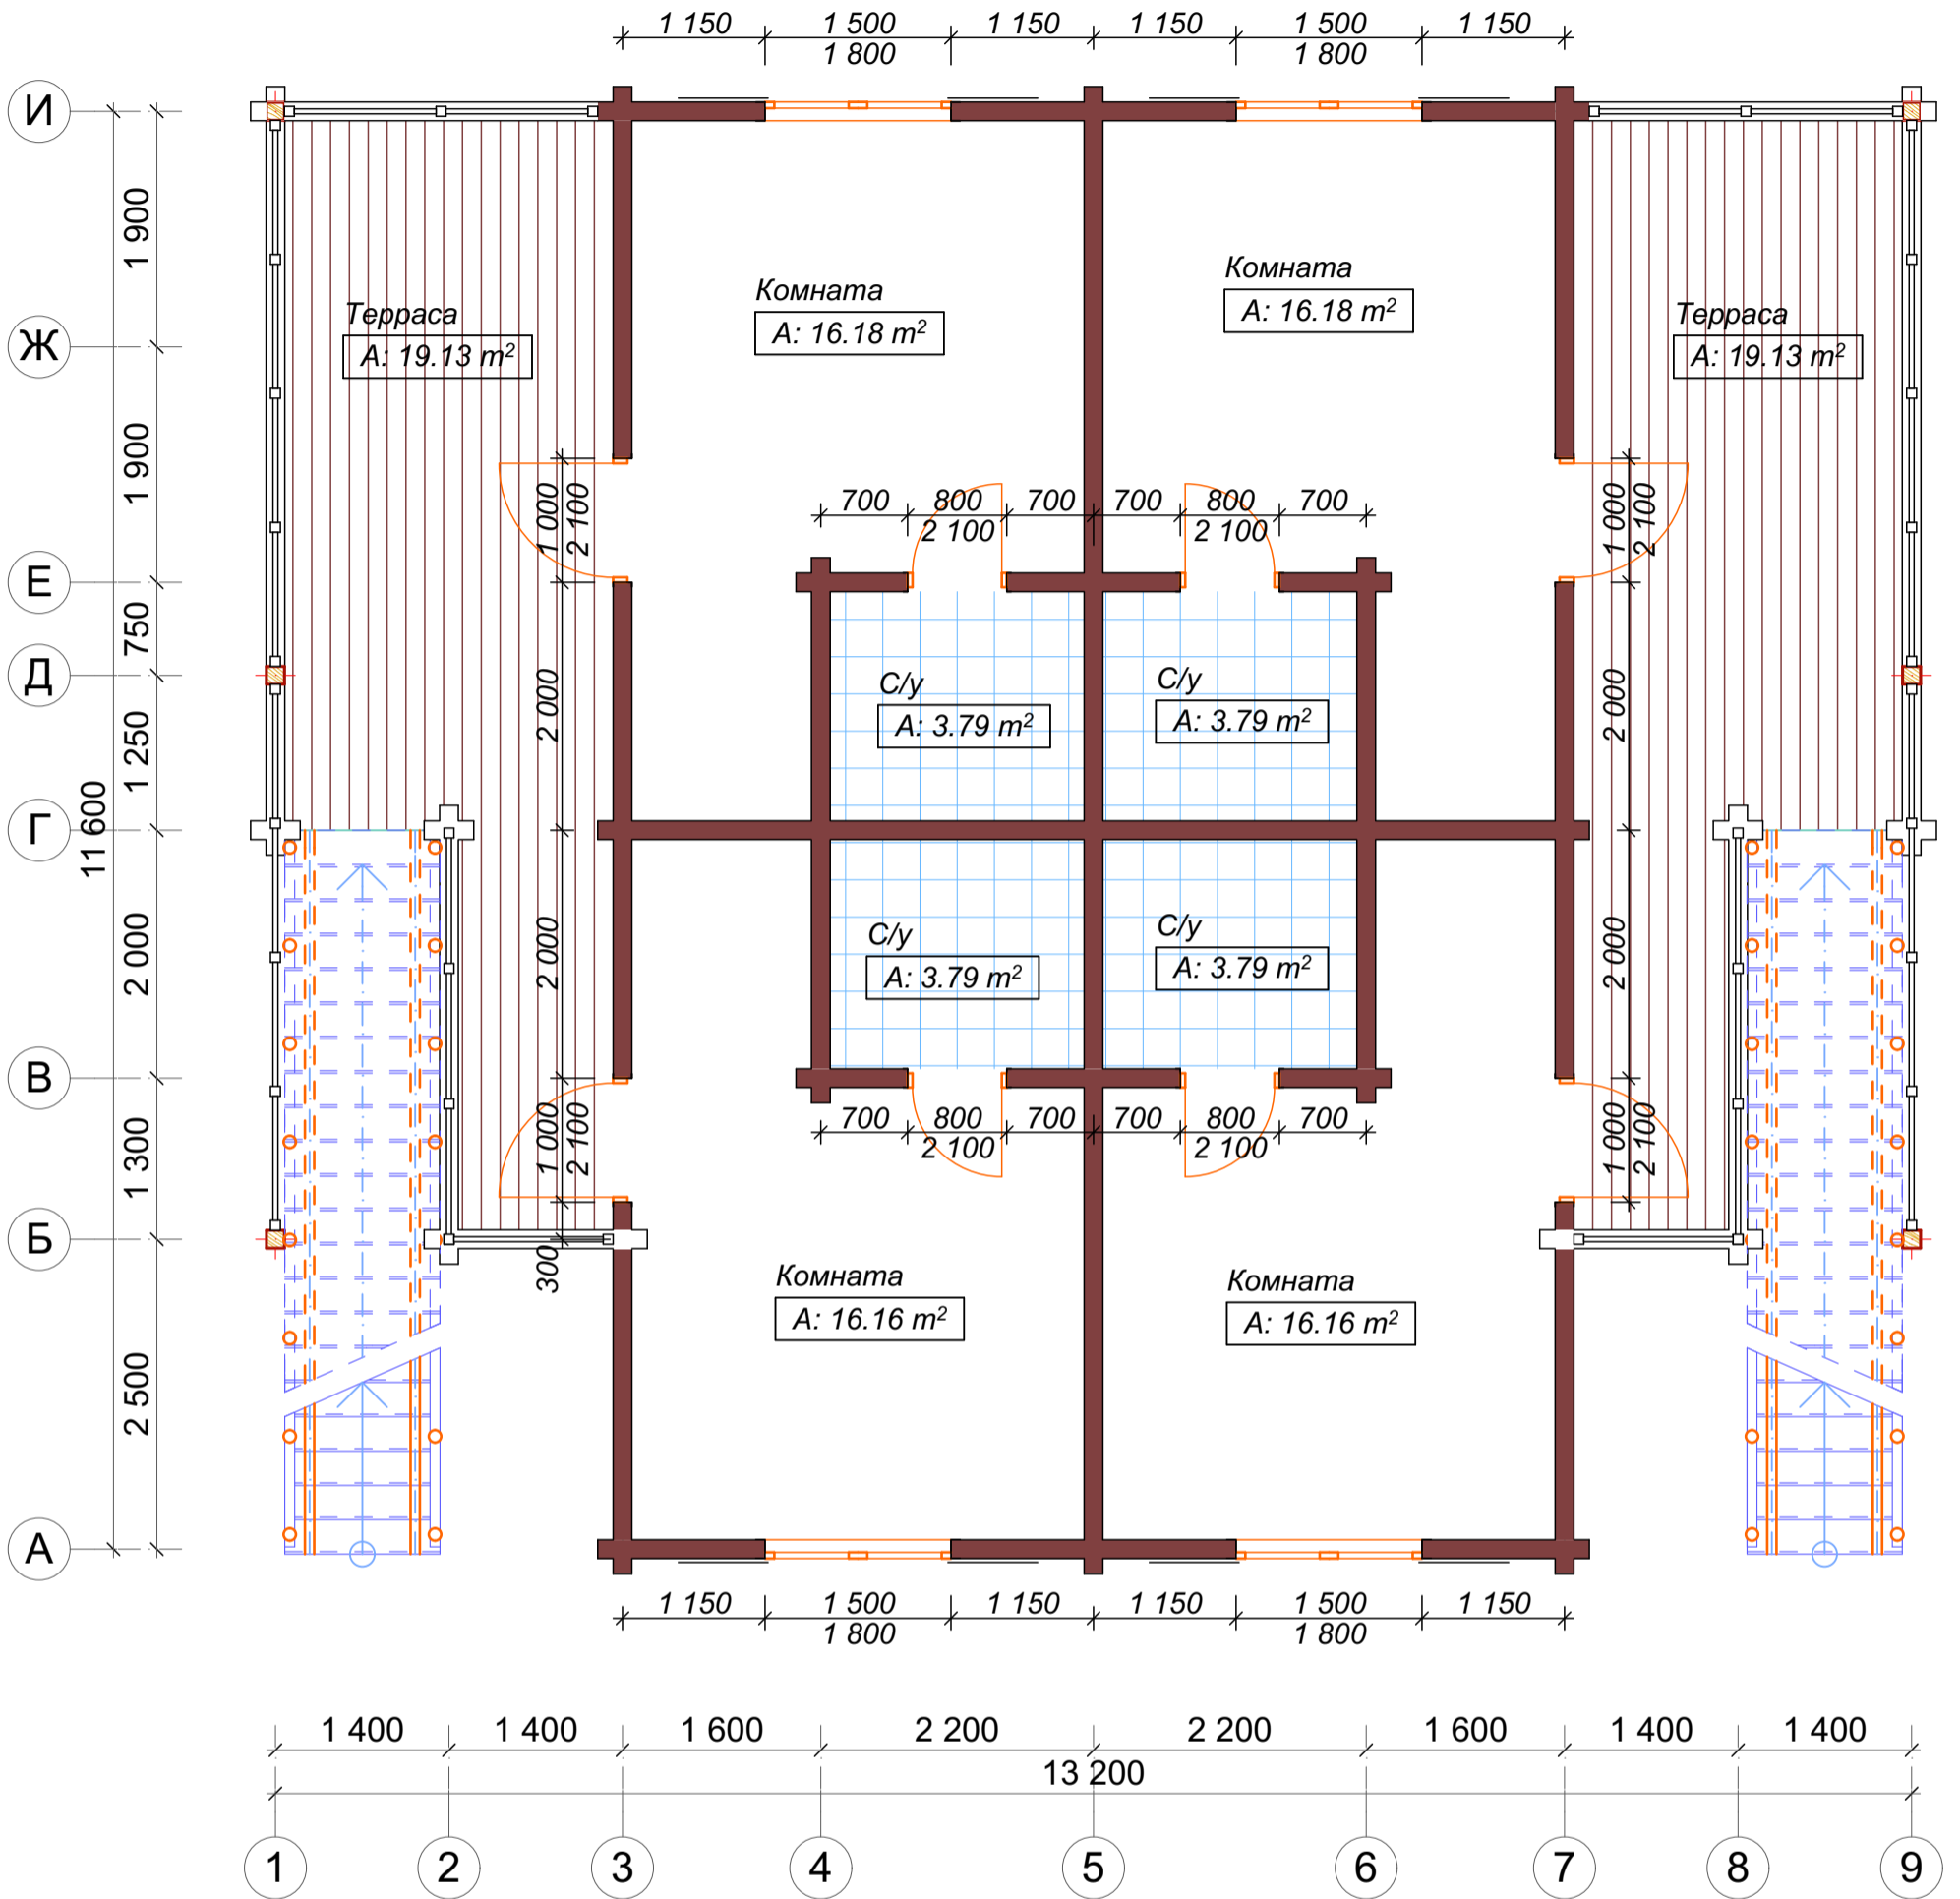 1 150 1 500 1 150 1 150 1 500 1 150
1 800 1 800
И
1 900
Комната
Комната
A: 16.18 m²
A: 16.18 m²
Терраса
Терраса
A: 19.13 m²
A: 19.13 m²
Ж
1 900
1 000
2 100
700 800 700 700 800 700
2 100 2 100
1 000
2 100
Е
750
Д
2 000
С/у
С/у
A: 3.79 m²
A: 3.79 m²
2 000
1 250
11 600
Г
2 000
2 000
С/у
С/у
A: 3.79 m²
A: 3.79 m²
2 000
В
1 300
1 000
2 100
700 800 700 700 800 700
2 100 2 100
1 000
2 100
Б
300
Комната
Комната
A: 16.16 m²
A: 16.16 m²
2 500
А
1 150 1 500 1 150 1 150 1 500 1 150
1 800 1 800
1 400 1 400 1 600 2 200 2 200 1 600 1 400 1 400
13 200
1 2 3 4 5 6 7 8 9